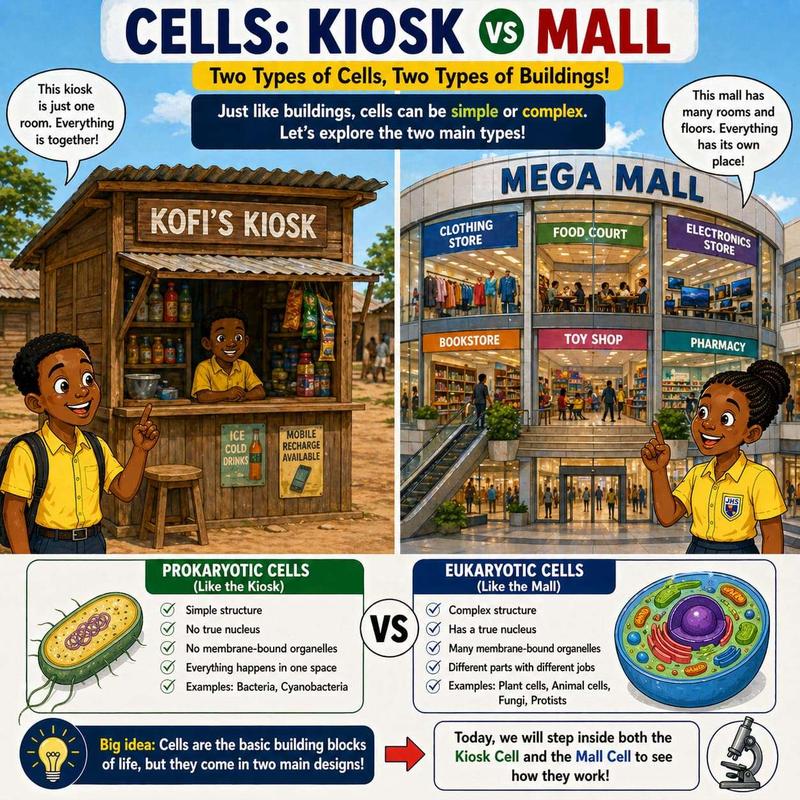 CELLS: KIOSK VS MALL
Two Types of Cells, Two Types of Buildings!
Just like buildings, cells can be simple or complex.
Let's explore the two main types!
This kiosk
is just one
room. Everything
is together!
This mall has
many rooms and
floors. Everything
has its own
place!
KOFI'S KIOSK
ICE
COLD
DRINKS
MOBILE
RECHARGE
AVAILABLE
MEGA MALL
CLOTHING
STORE
FOOD COURT
ELECTRONICS
STORE
BOOKSTORE
TOY SHOP
PHARMACY
JHS
PROKARYOTIC CELLS
(Like the Kiosk)
Simple structure
No true nucleus
No membrane-bound organelles
Everything happens in one space
Examples: Bacteria, Cyanobacteria
VS
EUKARYOTIC CELLS
(Like the Mall)
Complex structure
Has a true nucleus
Many membrane-bound organelles
Different parts with different jobs
Examples: Plant cells, Animal cells,
Fungi, Protists
Big idea: Cells are the basic building blocks
of life, but they come in two main designs!
Today, we will step inside both the
Kiosk Cell and the Mall Cell to see
how they work!